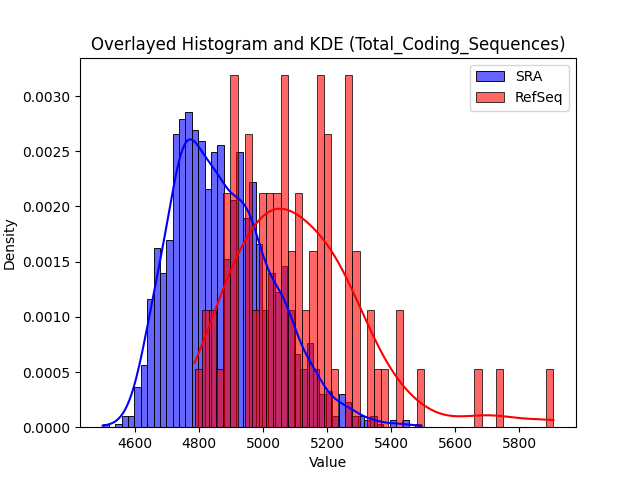 Overlayed Histogram and KDE (Total_Coding_Sequences)
SRA
RefSeq
Density
0.0030
0.0025
0.0020
0.0015
0.0010
0.0005
0.0000
4600 4800 5000 5200 5400 5600 5800
Value